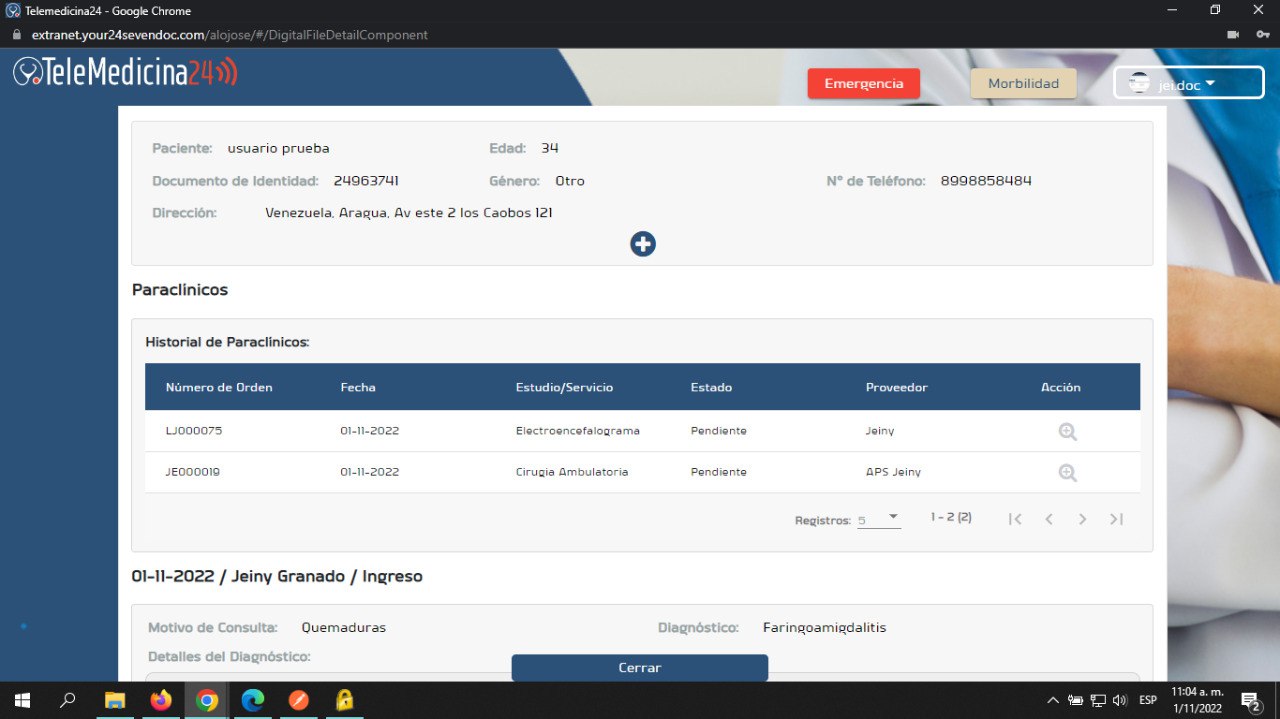 Telemedicina24 - Google Chrome
extranet.your24sevendoc.com/alojose/#/DigitalFileDetailComponent
TeleMedicina24
Emergencia
Morbilidad
jei.doc
Paciente: usuario prueba Edad: 34
Documento de Identidad: 24963741 Género: Otro N° de Teléfono: 8998858484
Dirección: Venezuela, Aragua, Av este 2 los Caobos 121
Paraclínicos
Historial de Paraclínicos:
Número de Orden Fecha Estudio/Servicio Estado Proveedor Acción
LJ000075 01-11-2022 Electroencefalograma Pendiente Jeiny
JE000019 01-11-2022 Cirugia Ambulatoria Pendiente APS Jeiny
Registros: 5 1 - 2 (2)
01-11-2022 / Jeiny Granado / Ingreso
Motivo de Consulta: Quemaduras Diagnóstico: Faringoamigdalitis
Detalles del Diagnóstico:
Cerrar
ESP
11:04 a. m.
1/11/2022
2